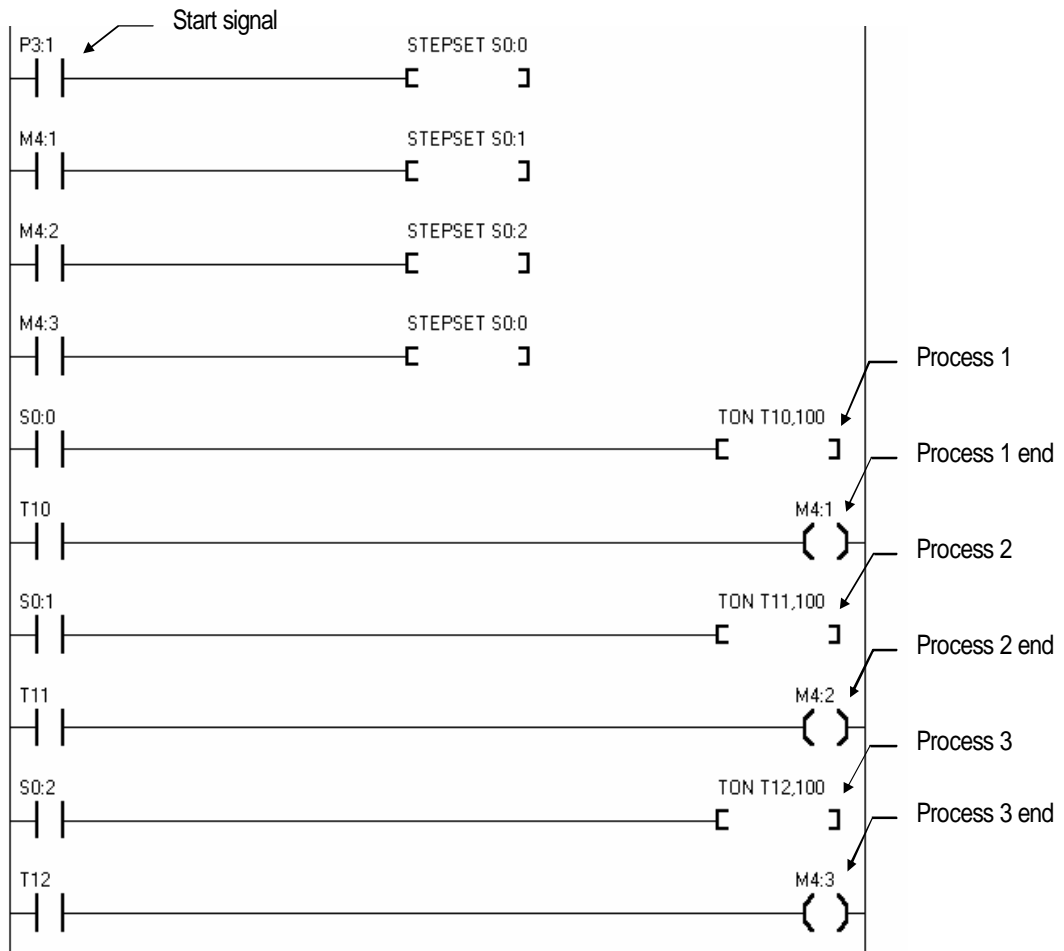 Start signal
P3:1
STEPSET S0:0
M4:1
STEPSET S0:1
M4:2
STEPSET S0:2
M4:3
STEPSET S0:0
Process 1
S0:0
TON T10,100
Process 1 end
T10
M4:1
Process 2
S0:1
TON T11,100
Process 2 end
T11
M4:2
Process 3
S0:2
TON T12,100
Process 3 end
T12
M4:3